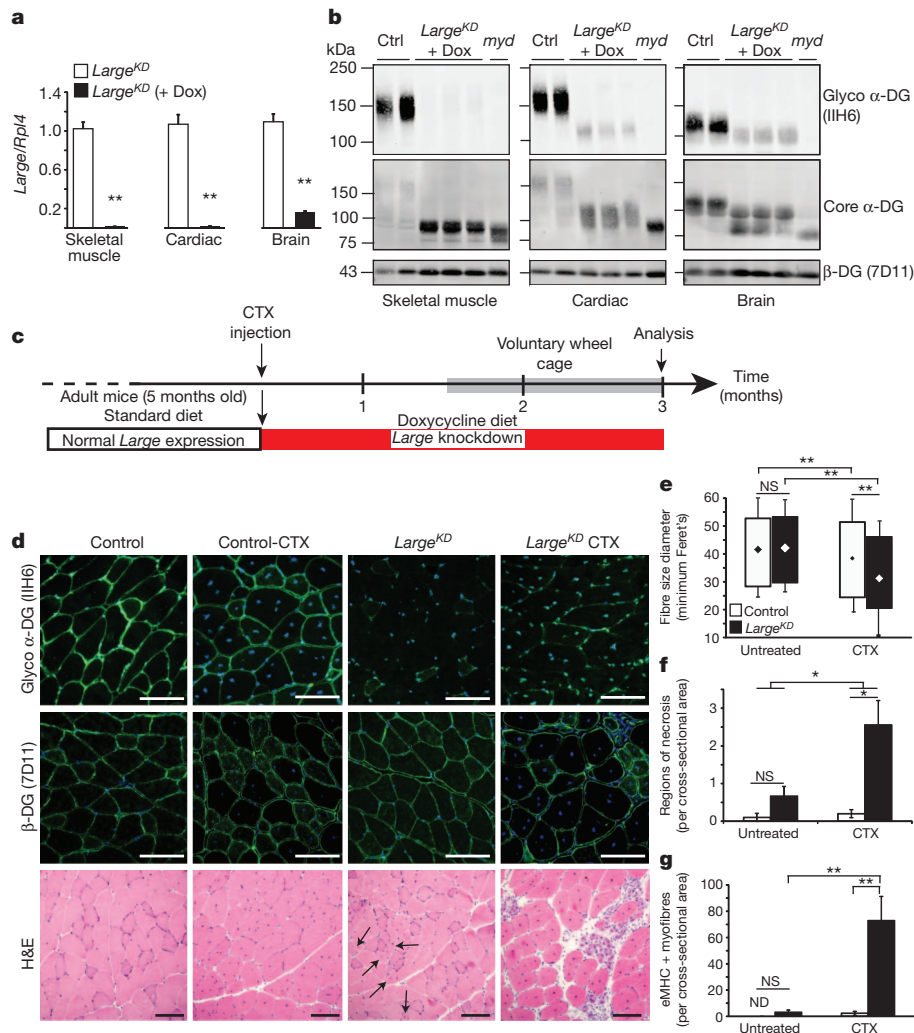 a
Large^KD
Large^KD (+ Dox)
Large/Rpl4
1.4
1.0
0.6
0.2
**
**
**
Skeletal muscle
Cardiac
Brain
b
kDa
Ctrl
Large^KD + Dox
myd
Ctrl
Large^KD + Dox
myd
Ctrl
Large^KD + Dox
myd
250
150
100
Glyco α-DG (IIH6)
150
100
75
Core α-DG
43
β-DG (7D11)
Skeletal muscle
Cardiac
Brain
c
CTX injection
Voluntary wheel cage
Analysis
Time (months)
1
2
3
Adult mice (5 months old)
Standard diet
Doxycycline diet
Normal Large expression
Large knockdown
d
Control
Control-CTX
Large^KD
Large^KD CTX
Glyco α-DG (IIH6)
β-DG (7D11)
H&E
e
**
**
NS
**
Fibre size diameter (minimum Feret's)
60
50
40
30
20
10
Control
Large^KD
Untreated
CTX
f
*
*
NS
Regions of necrosis (per cross-sectional area)
3
2
1
0
Untreated
CTX
g
**
**
NS
ND
eMHC + myofibres (per cross-sectional area)
100
80
60
40
20
0
Untreated
CTX